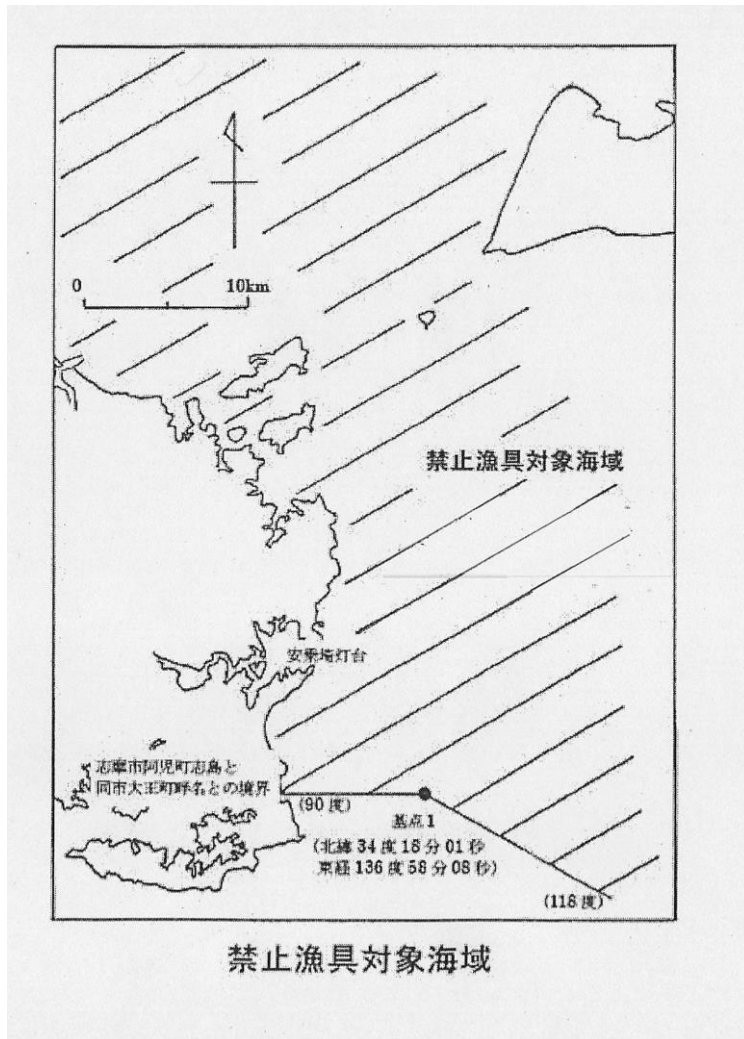 0 10km
禁止漁具対象海域
安乗埼灯台
志摩市阿児町志島と
同市大王町畔名との境界
(90度)
基点1
(北緯34度18分01秒
東経136度58分08秒)
(118度)
禁止漁具対象海域